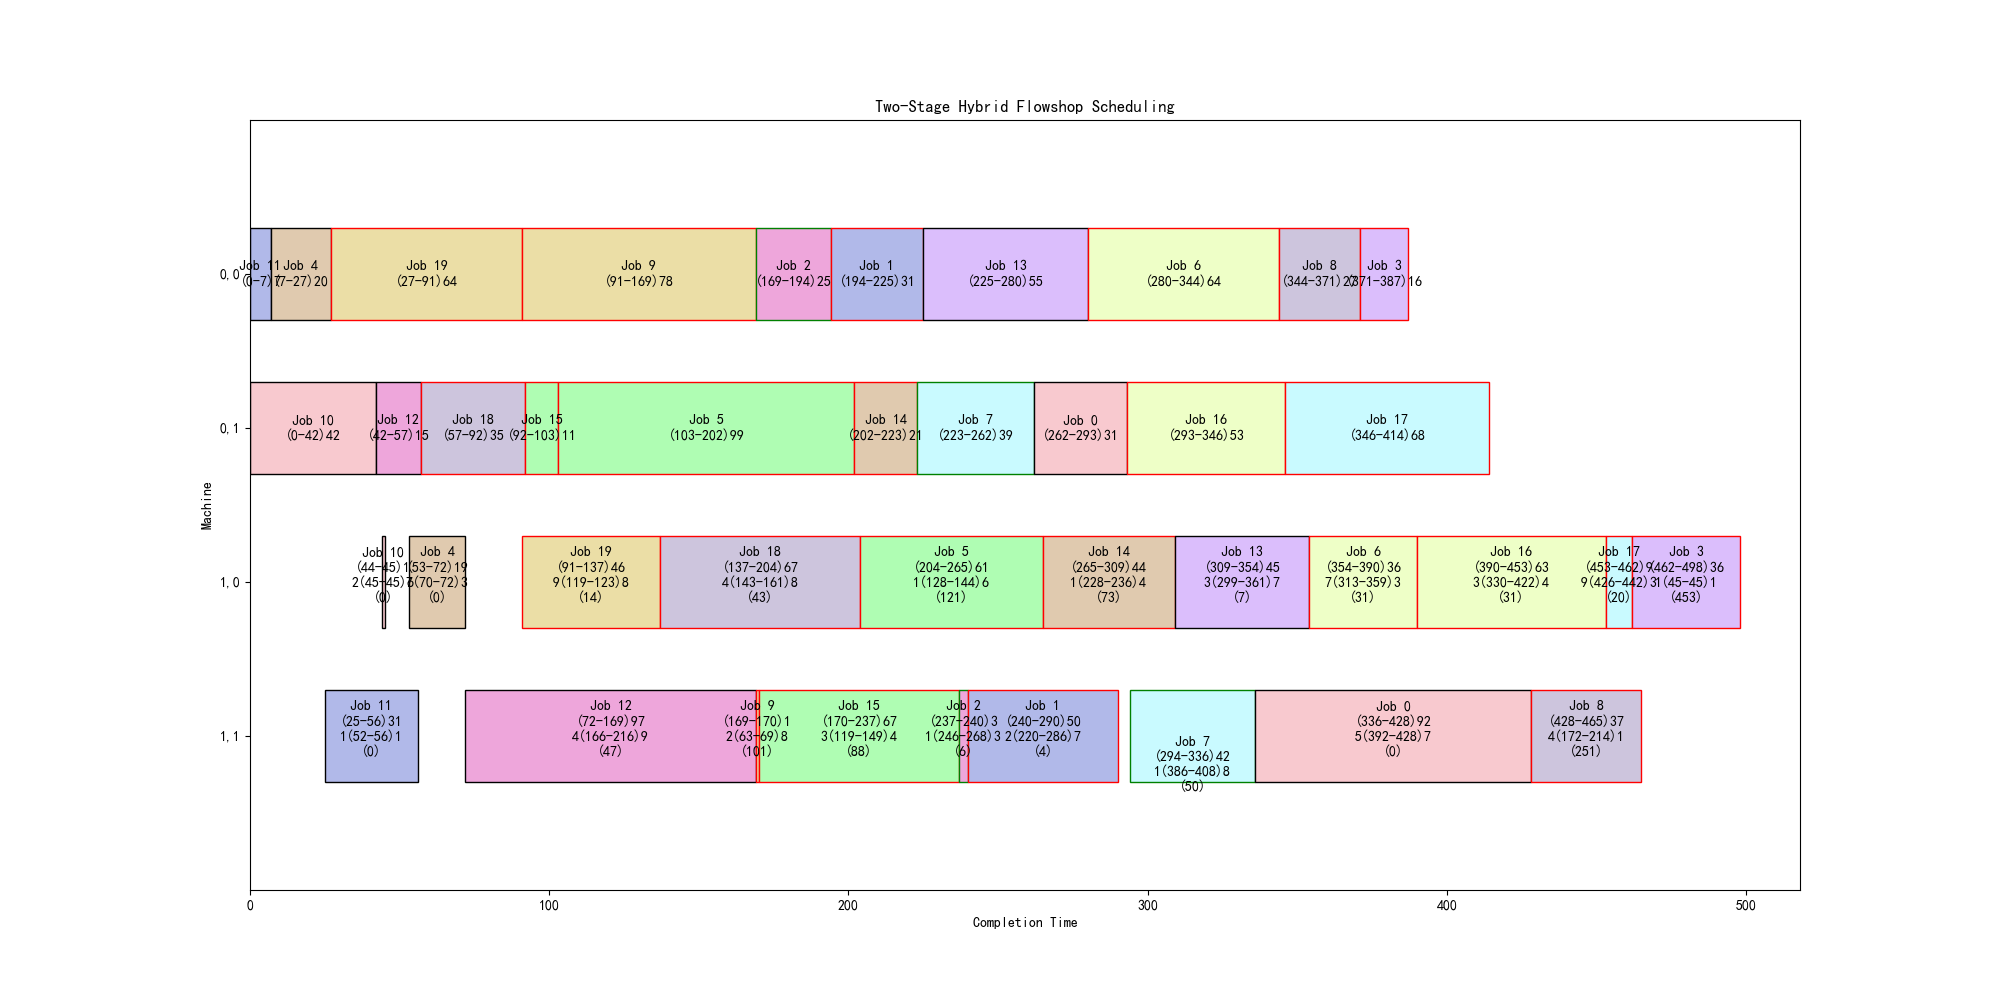 Two-Stage Hybrid Flowshop Scheduling
0,0
Job 11
(0-7)7
Job 4
(7-27)20
Job 19
(27-91)64
Job 9
(91-169)78
Job 2
(169-194)25
Job 1
(194-225)31
Job 13
(225-280)55
Job 6
(280-344)64
Job 8
(344-371)27
Job 3
(371-387)16
0,1
Job 10
(0-42)42
Job 12
(42-57)15
Job 18
(57-92)35
Job 15
(92-103)11
Job 5
(103-202)99
Job 14
(202-223)21
Job 7
(223-262)39
Job 0
(262-293)31
Job 16
(293-346)53
Job 17
(346-414)68
Machine
1,0
Job 10
(44-45)1
2(45-45)
(0)
Job 4
(53-72)19
(70-72)3
(0)
Job 19
(91-137)46
9(119-123)8
(14)
Job 18
(137-204)67
4(143-161)8
(43)
Job 5
(204-265)61
1(128-144)6
(121)
Job 14
(265-309)44
1(228-236)4
(73)
Job 13
(309-354)45
3(299-361)7
(7)
Job 6
(354-390)36
7(313-359)3
(31)
Job 16
(390-453)63
3(330-422)4
(31)
Job 17
(453-462)9
9(426-442)3
(20)
Job 3
(462-498)36
1(45-45)1
(453)
1,1
Job 11
(25-56)31
1(52-56)1
(0)
Job 12
(72-169)97
4(166-216)9
(47)
Job 9
(169-170)1
2(63-69)8
(101)
Job 15
(170-237)67
3(119-149)4
(88)
Job 2
(237-240)3
1(246-268)3
(6)
Job 1
(240-290)50
2(220-286)7
(4)
Job 7
(294-336)42
1(386-408)8
(50)
Job 0
(336-428)92
5(392-428)7
(0)
Job 8
(428-465)37
4(172-214)1
(251)
0
100
200
300
400
500
Completion Time